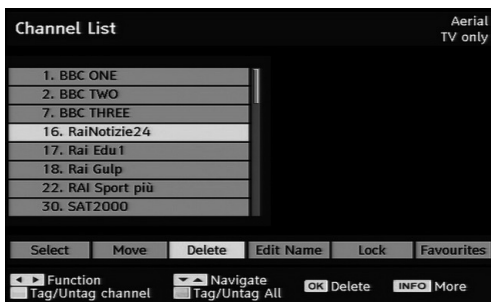 Channel List
Aerial
TV only
1. BBC ONE
2. BBC TWO
7. BBC THREE
16. RaiNotizie24
17. Rai Edu1
18. Rai Gulp
22. RAI Sport più
30. SAT2000
Select Move Delete Edit Name Lock Favourites
Function Navigate OK Delete INFO More
Tag/Untag channel Tag/Untag All